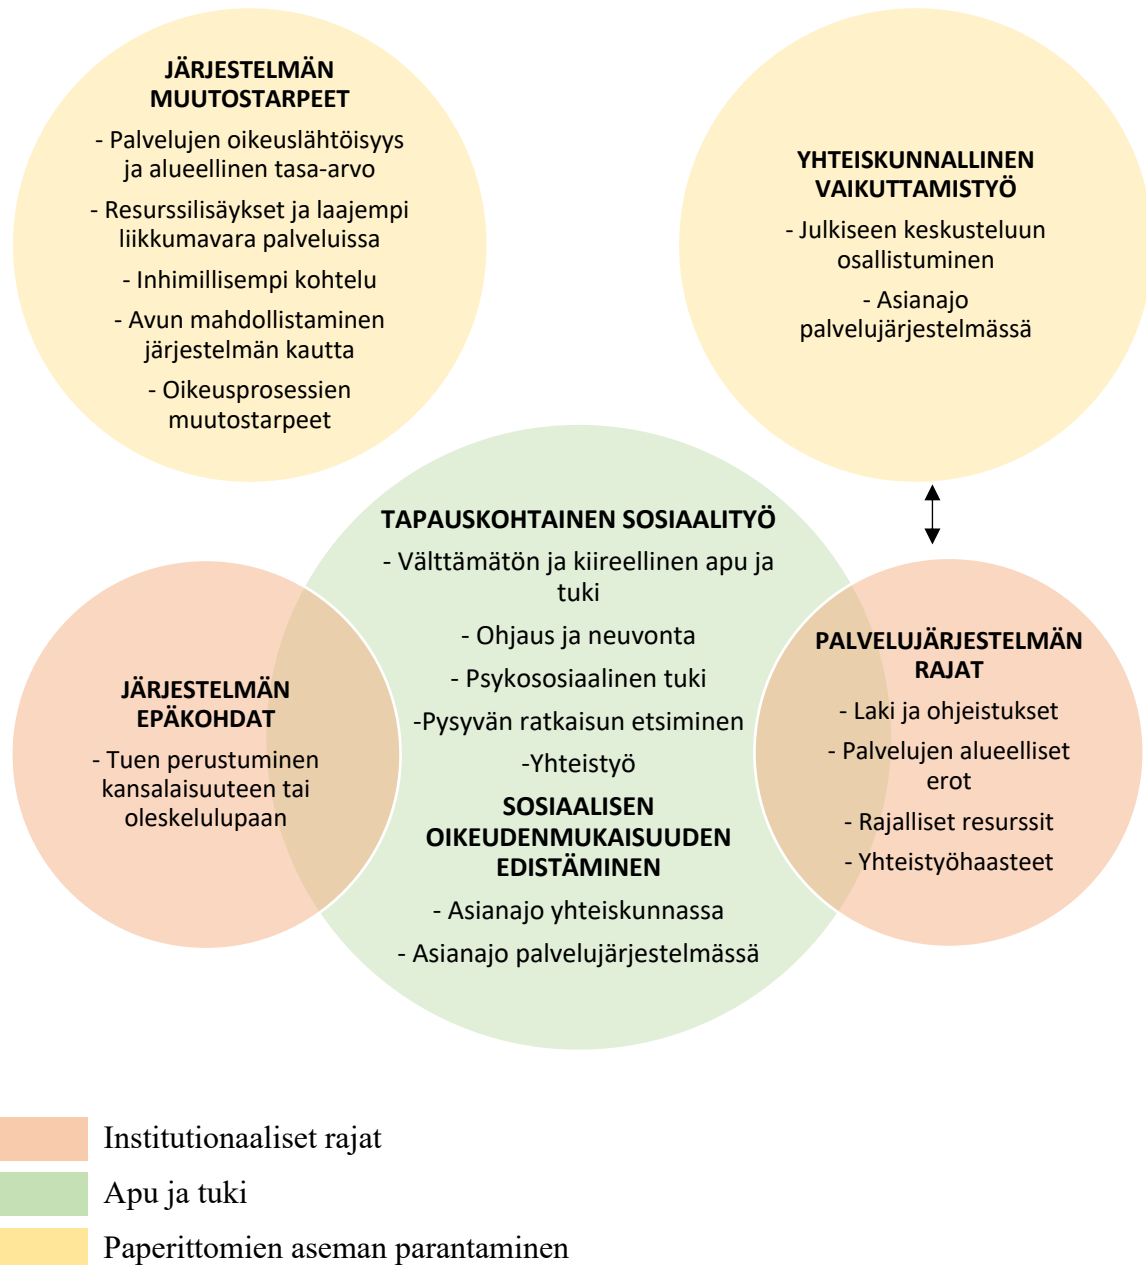 JÄRJESTELMÄN
MUUTOSTARPEET
- Palvelujen oikeuslähtöisyys
ja alueellinen tasa-arvo
- Resurssilisäykset ja laajempi
liikkumavara palveluissa
- Inhimillisempi kohtelu
- Avun mahdollistaminen
järjestelmän kautta
- Oikeusprosessien
muutostarpeet
YHTEISKUNNALLINEN
VAIKUTTAMISTYÖ
- Julkiseen keskusteluun
osallistuminen
- Asianajo
palvelujärjestelmässä
TAPAUSKOHTAINEN SOSIAALITYÖ
- Välttämätön ja kiireellinen apu ja
tuki
- Ohjaus ja neuvonta
- Psykososiaalinen tuki
-Pysyvän ratkaisun etsiminen
-Yhteistyö
SOSIAALISEN
OIKEUDENMUKAISUUDEN
EDISTÄMINEN
- Asianajo yhteiskunnassa
- Asianajo palvelujärjestelmässä
JÄRJESTELMÄN
EPÄKOHDAT
- Tuen perustuminen
kansalaisuuteen tai
oleskelulupaan
PALVELUJÄRJESTELMÄN
RAJAT
- Laki ja ohjeistukset
- Palvelujen alueelliset
erot
- Rajalliset resurssit
- Yhteistyöhaasteet
Institutionaaliset rajat
Apu ja tuki
Paperittomien aseman parantaminen